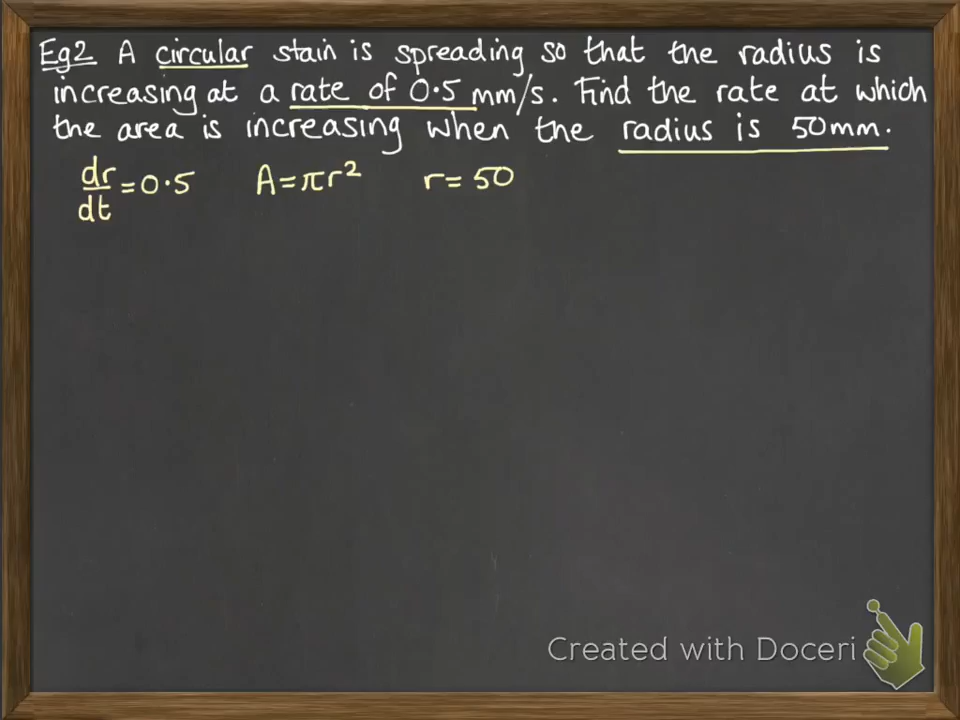 Eg2 A circular stain is spreading so that the radius is
increasing at a rate of 0·5 mm/s. Find the rate at which
the area is increasing when the radius is 50mm.
dr/dt = 0·5 A = πr² r = 50
Created with Doceri